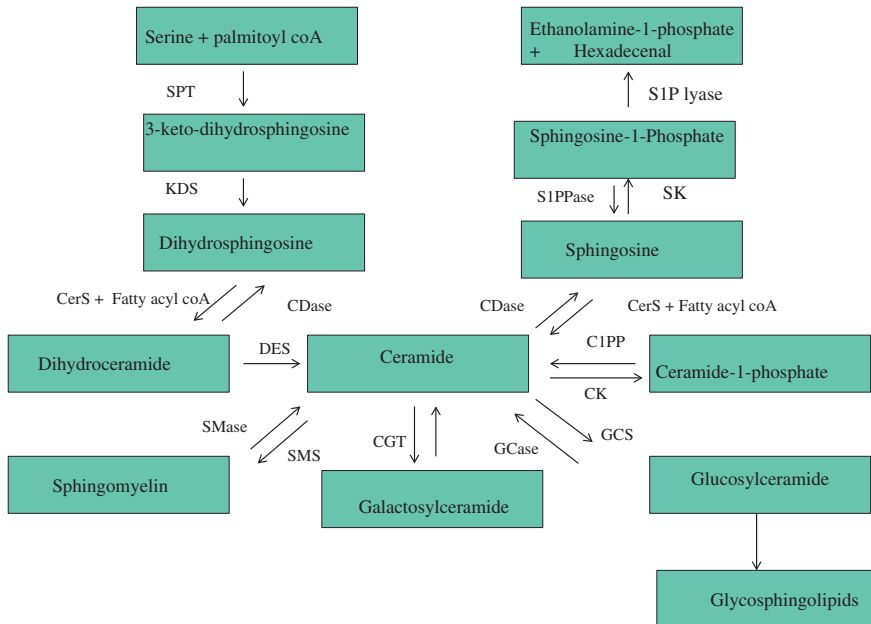 Serine + palmitoyl coA
Ethanolamine-1-phosphate
+ Hexadecenal
SPT
S1P lyase
3-keto-dihydrosphingosine
Sphingosine-1-Phosphate
KDS
S1PPase
SK
Dihydrosphingosine
Sphingosine
CerS + Fatty acyl coA
CDase
CDase
CerS + Fatty acyl coA
Dihydroceramide
DES
Ceramide
C1PP
Ceramide-1-phosphate
CK
SMase
SMS
CGT
GCase
GCS
Sphingomyelin
Galactosylceramide
Glucosylceramide
Glycosphingolipids